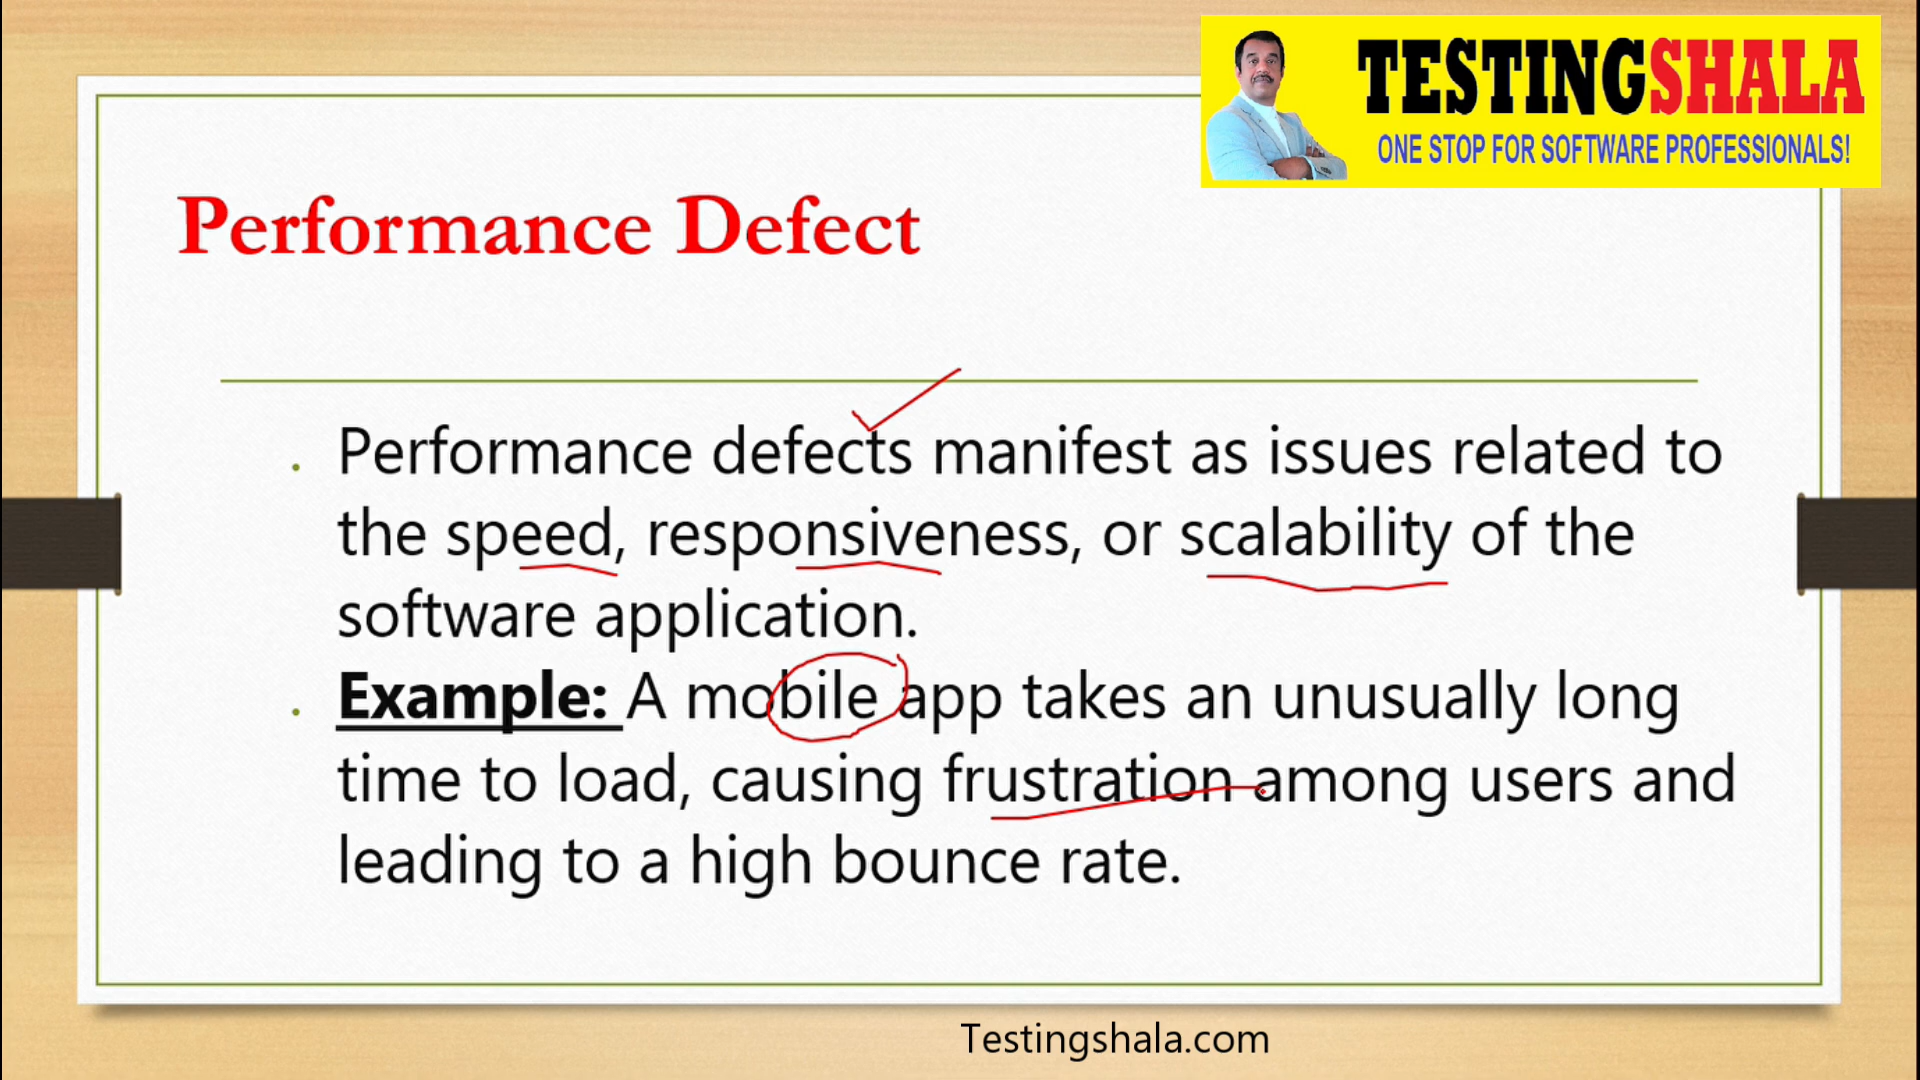 TESTINGSHALA
ONE STOP FOR SOFTWARE PROFESSIONALS!
Performance Defect
Performance defects manifest as issues related to
the speed, responsiveness, or scalability of the
software application.
Example: A mobile app takes an unusually long
time to load, causing frustration among users and
leading to a high bounce rate.
Testingshala.com